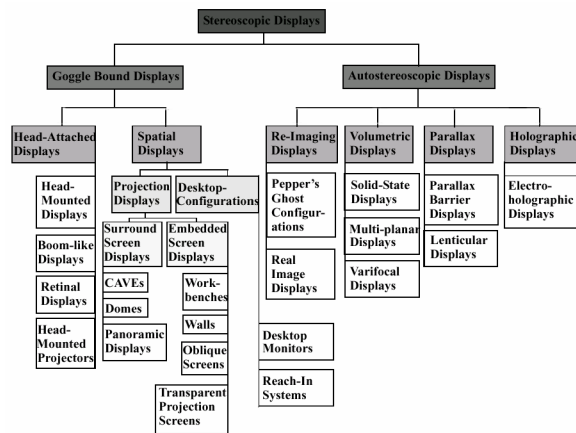 Stereoscopic Displays
Goggle Bound Displays
Autostereoscopic Displays
Head-Attached
Displays
Spatial
Displays
Re-Imaging
Displays
Volumetric
Displays
Parallax
Displays
Holographic
Displays
Head-
Mounted
Displays
Boom-like
Displays
Retinal Displays
Head-
Mounted
Projectors
Projection
Displays
Desktop-
Configurations
Surround
Screen
Displays
Embedded
Screen
Displays
CAVEs
Domes
Panoramic
Displays
Work-
benches
Walls
Oblique
Screens
Transparent
Projection
Screens
Desktop
Monitors
Reach-In
Systems
Pepper's
Ghost
Configur-
ations
Real
Image
Displays
Solid-State
Displays
Multi-planar
Displays
Varifocal
Displays
Parallax
Barrier
Displays
Lenticular
Displays
Electro-
holographic
Displays